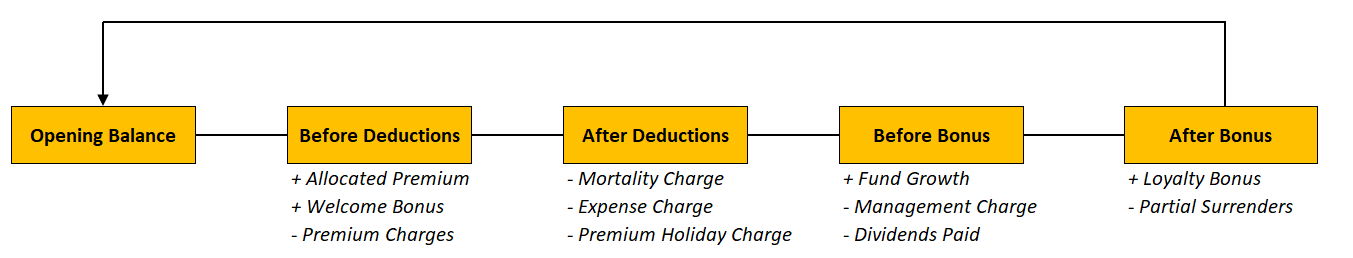 Opening Balance
Before Deductions
After Deductions
Before Bonus
After Bonus
+ Allocated Premium
+ Welcome Bonus
- Premium Charges
- Mortality Charge
- Expense Charge
- Premium Holiday Charge
+ Fund Growth
- Management Charge
- Dividends Paid
+ Loyalty Bonus
- Partial Surrenders